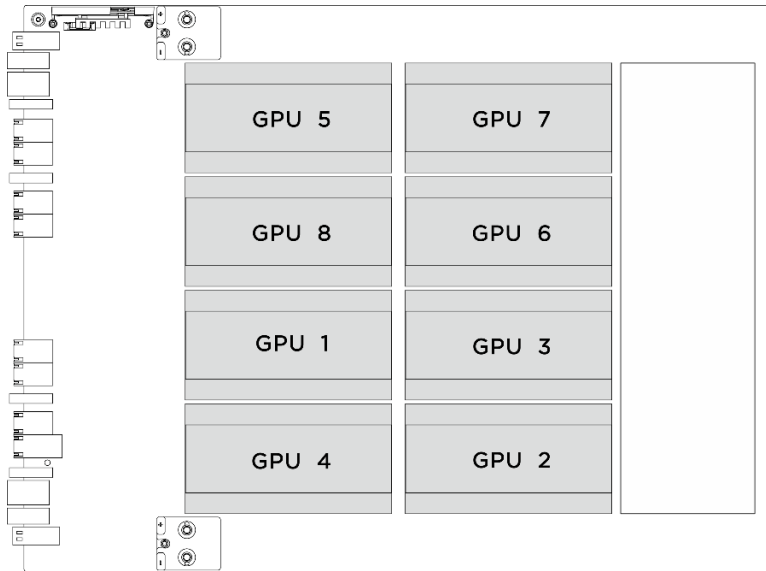 +
-
GPU 5
GPU 7
GPU 8
GPU 6
GPU 1
GPU 3
GPU 4
GPU 2
+
-